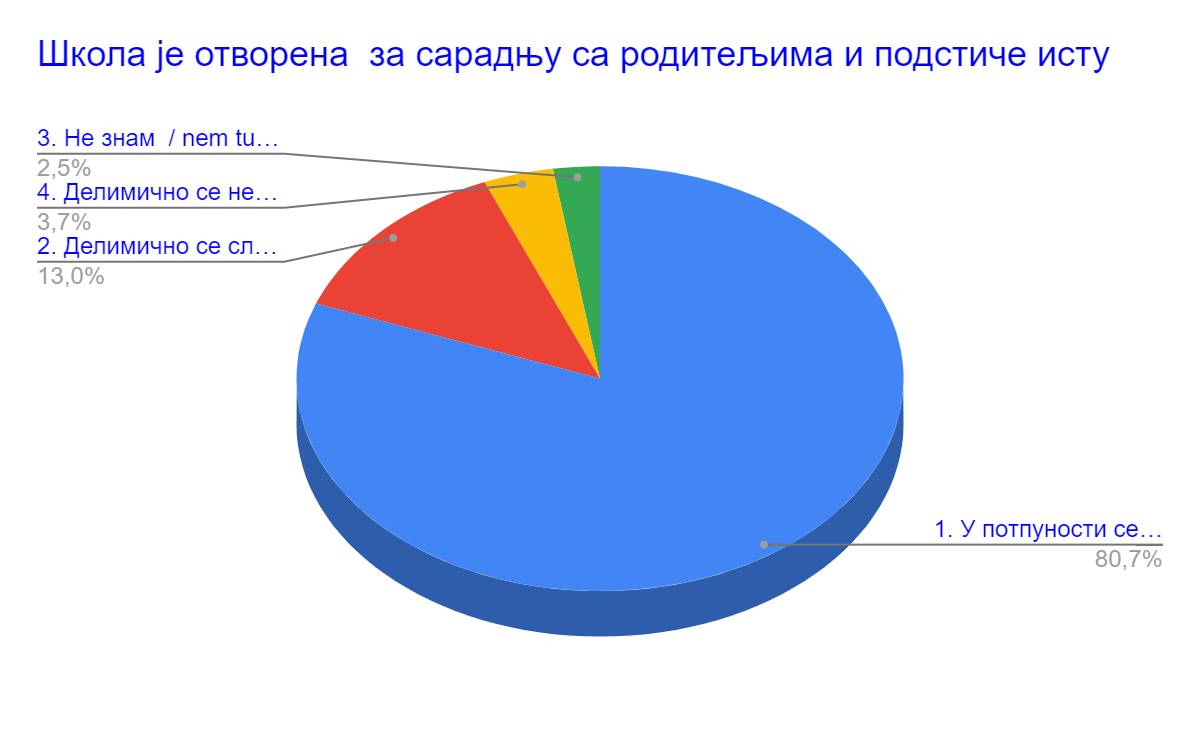 Школа је отворена  за сарадњу са родитељима и подстиче исту
3. Не знам  / nem tu…
2,5%
4. Делимично се не…
3,7%
2. Делимично се сл…
13,0%
1. У потпуности се…
80,7%